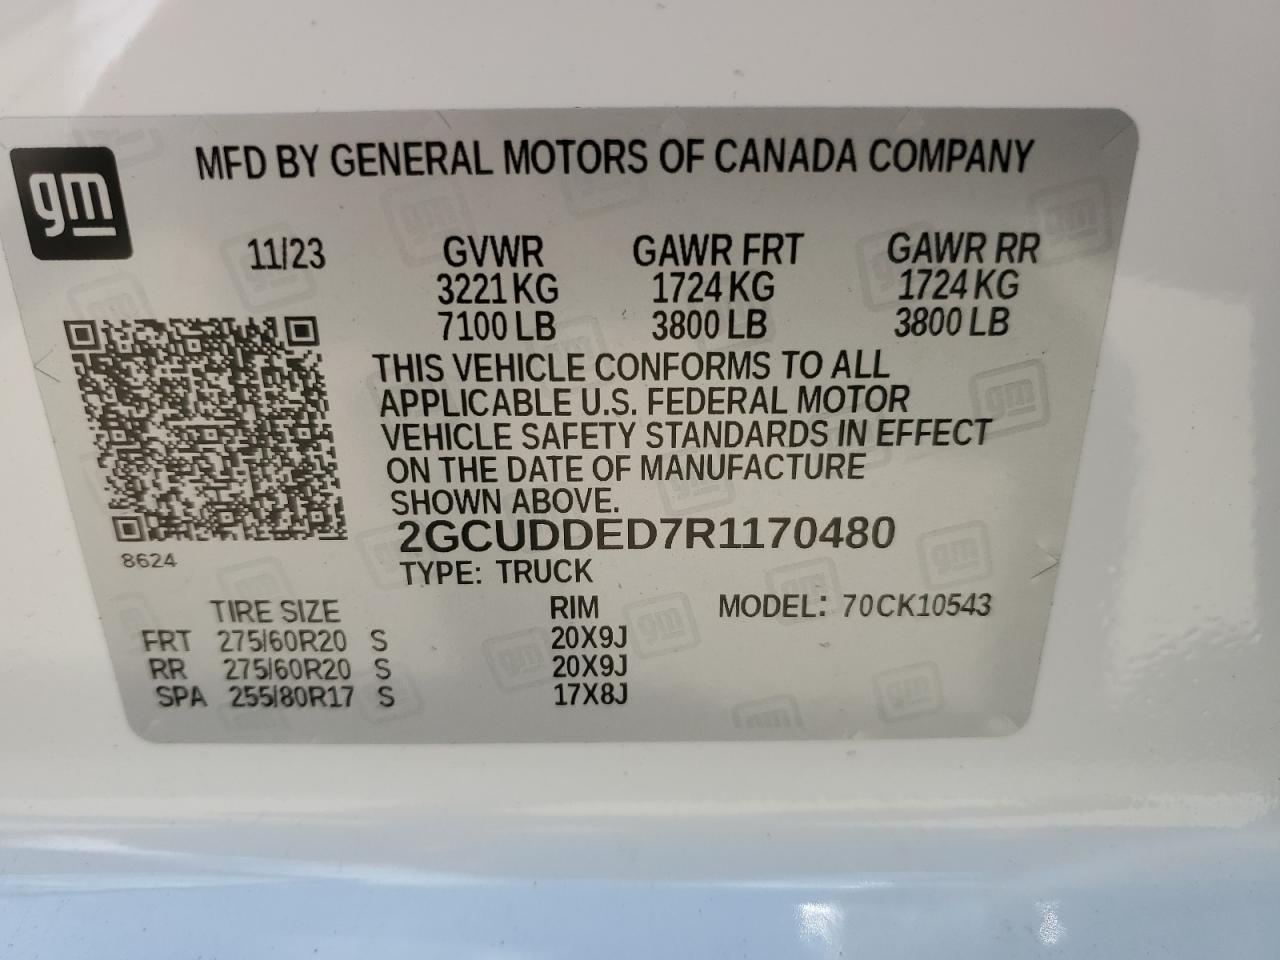 gm
MFD BY GENERAL MOTORS OF CANADA COMPANY
11/23 GVWR GAWR FRT GAWR RR
3221 KG 1724 KG 1724 KG
7100 LB 3800 LB 3800 LB
THIS VEHICLE CONFORMS TO ALL
APPLICABLE U.S. FEDERAL MOTOR
VEHICLE SAFETY STANDARDS IN EFFECT
ON THE DATE OF MANUFACTURE
SHOWN ABOVE.
2GCUDDED7R1170480
8624
TYPE: TRUCK
TIRE SIZE RIM MODEL: 70CK10543
FRT 275/60R20 S 20X9J
RR 275/60R20 S 20X9J
SPA 255/80R17 S 17X8J